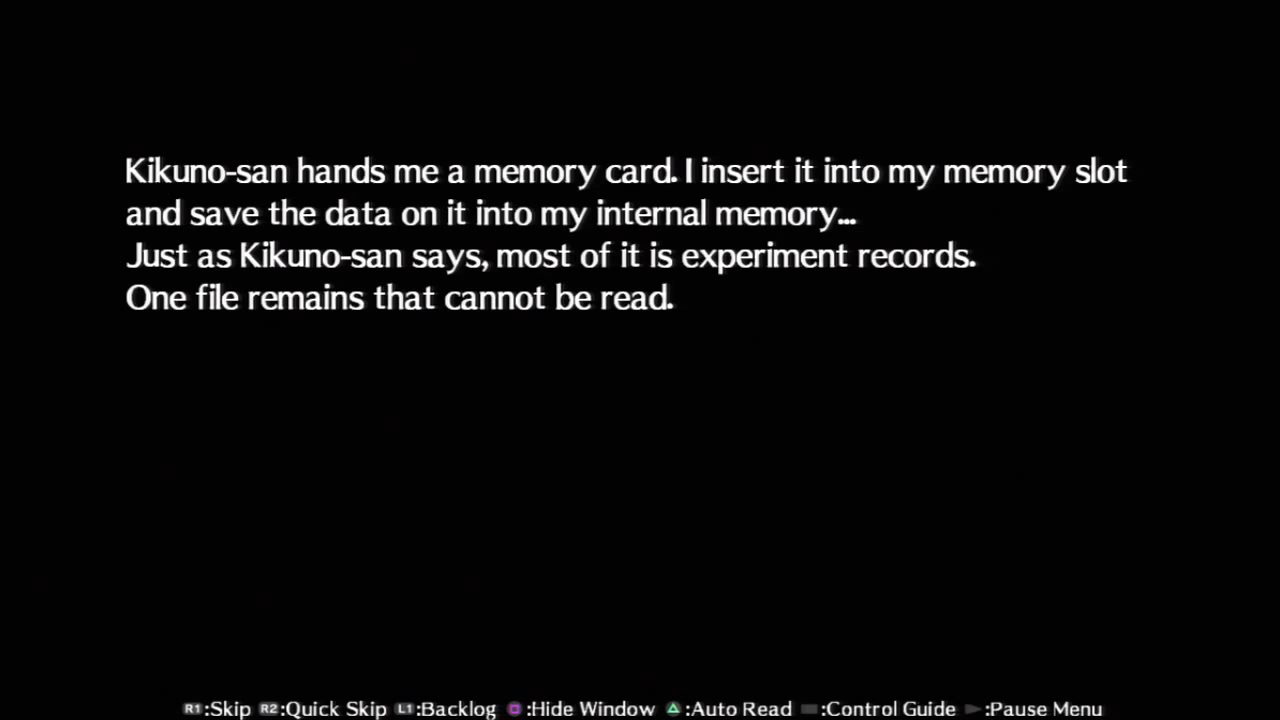 Kikuno-san hands me a memory card. I insert it into my memory slot
and save the data on it into my internal memory...
Just as Kikuno-san says, most of it is experiment records.
One file remains that cannot be read.
R1:Skip R2:Quick Skip L1:Backlog :Hide Window :Auto Read :Control Guide :Pause Menu